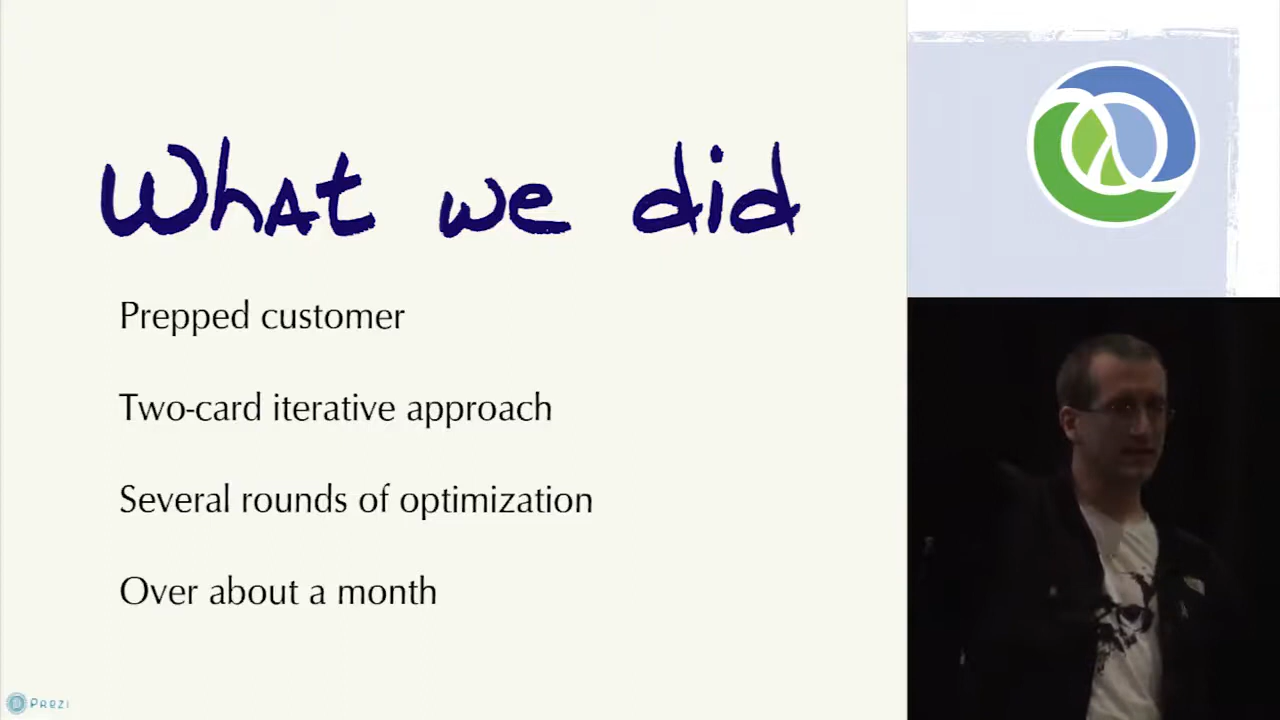 What we did
Prepped customer
Two-card iterative approach
Several rounds of optimization
Over about a month
Prezi